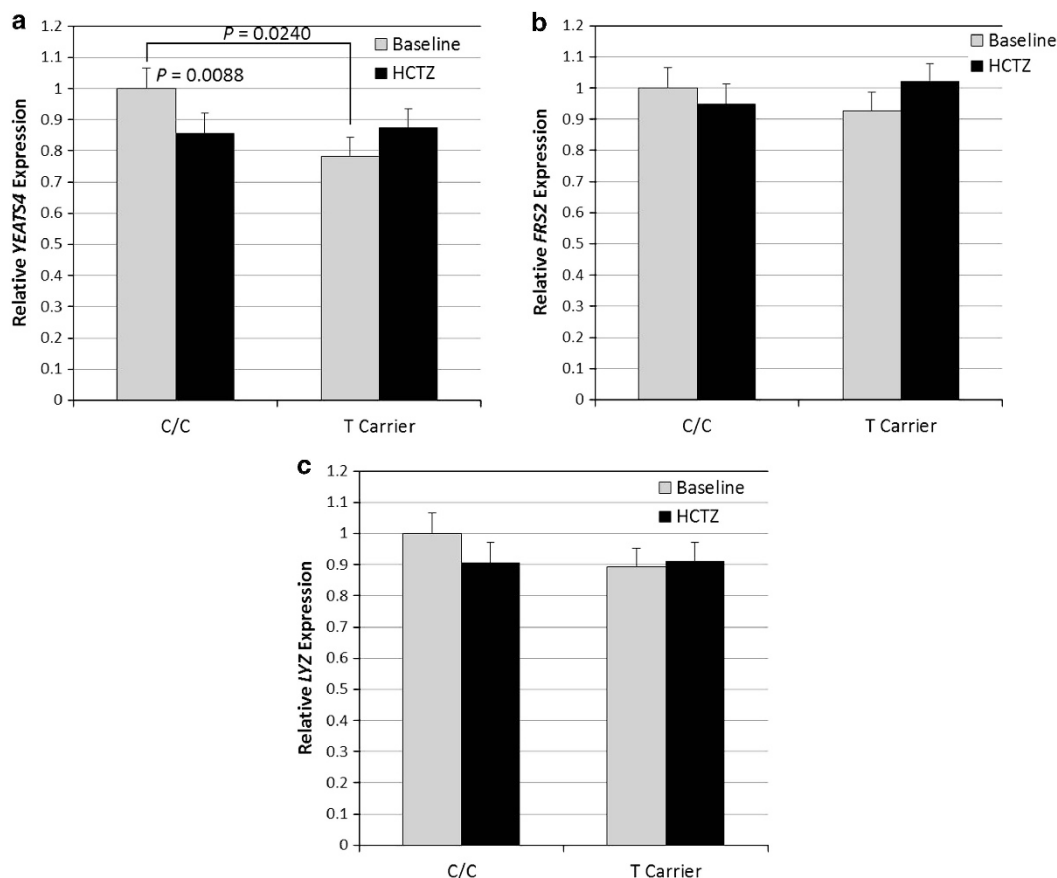 a
1.2
1.1
1
0.9
0.8
0.7
0.6
0.5
0.4
0.3
0.2
0.1
0
Relative YEATS4 Expression
P = 0.0240
P = 0.0088
Baseline
HCTZ
C/C
T Carrier
b
1.2
1.1
1
0.9
0.8
0.7
0.6
0.5
0.4
0.3
0.2
0.1
0
Relative FRS2 Expression
Baseline
HCTZ
C/C
T Carrier
c
1.2
1.1
1
0.9
0.8
0.7
0.6
0.5
0.4
0.3
0.2
0.1
0
Relative LYZ Expression
Baseline
HCTZ
C/C
T Carrier